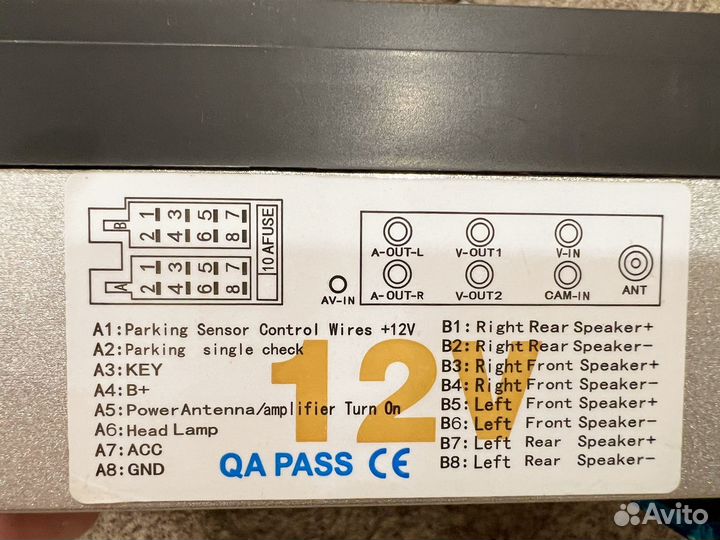 B
1 3 5 7
2 4 6 8
10 AFUSE
A
1 3 5 7
2 4 6 8
AV-IN
A-OUT-L V-OUT1 V-IN
A-OUT-R V-OUT2 CAM-IN ANT
12V
A1:Parking Sensor Control Wires +12V
A2:Parking single check
A3:KEY
A4:B+
A5:PowerAntenna/amplifier Turn On
A6:Head Lamp
A7:ACC
A8:GND
QA PASS CE
B1:Right Rear Speaker+
B2:Right Rear Speaker-
B3:Right Front Speaker+
B4:Right Front Speaker-
B5:Left Front Speaker+
B6:Left Front Speaker-
B7:Left Rear Speaker+
B8:Left Rear Speaker-
Avito